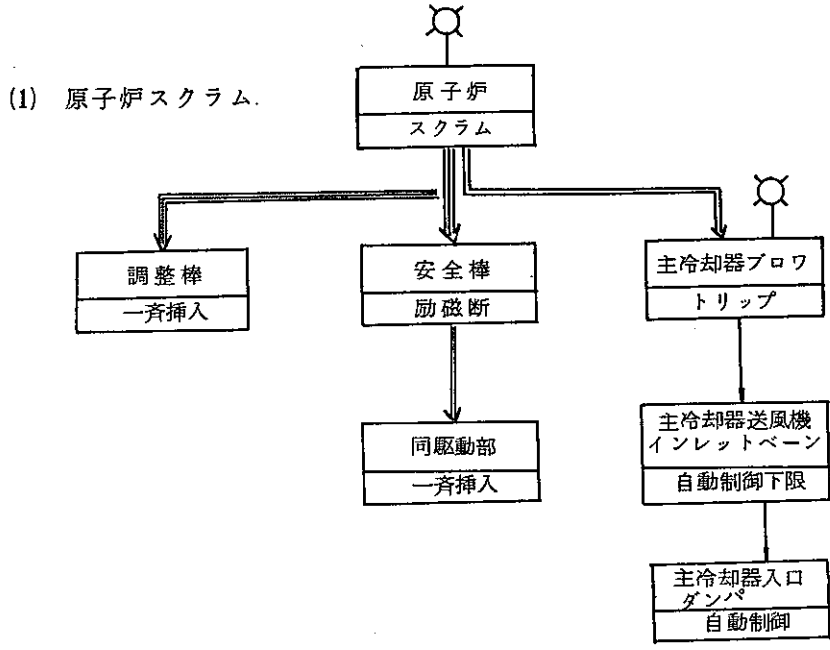 (1) 原子炉スクラム.
原子炉
スクラム
調整棒
一斉挿入
安全棒
励磁断
主冷却器ブロワ
トリップ
同駆動部
一斉挿入
主冷却器送風機
インレットベーン
自動制御下限
主冷却器入口
ダンパ
自動制御